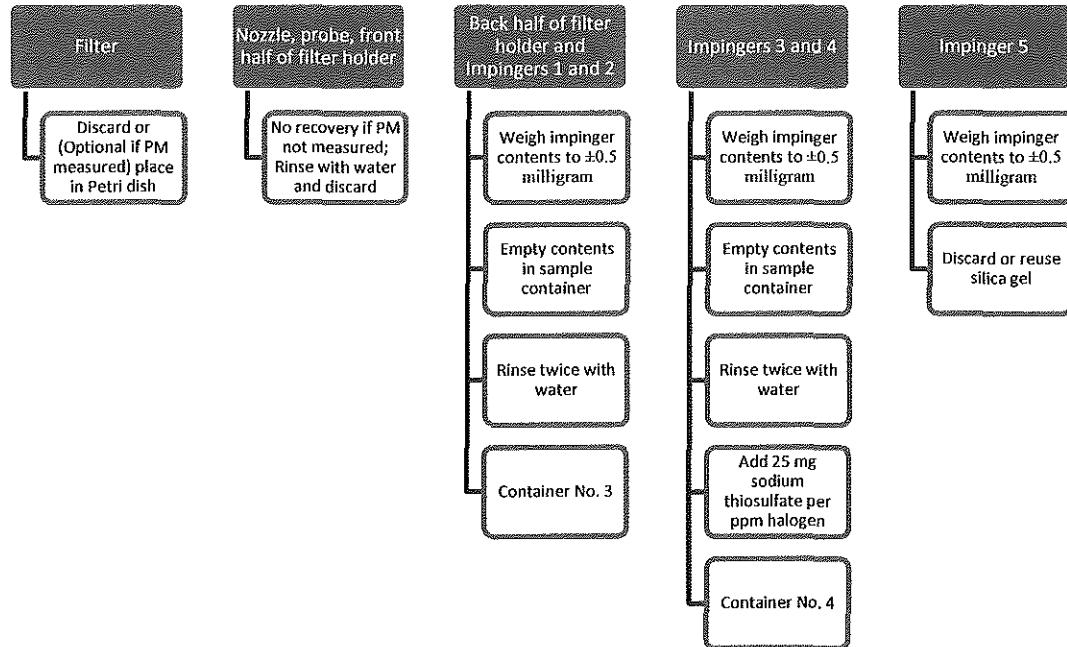 Filter
Discard or
(Optional if PM
measured) place
in Petri dish
Nozzle, probe, front
half of filter holder
No recovery if PM
not measured;
Rinse with water
and discard
Back half of filter
holder and
Impingers 1 and 2
Weigh impinger
contents to ±0.5
milligram
Empty contents
in sample
container
Rinse twice with
water
Container No. 3
Impingers 3 and 4
Weigh impinger
contents to ±0.5
milligram
Empty contents
in sample
container
Rinse twice with
water
Add 25 mg
sodium
thiosulfate per
ppm halogen
Container No. 4
Impinger 5
Weigh impinger
contents to ±0.5
milligram
Discard or reuse
silica gel